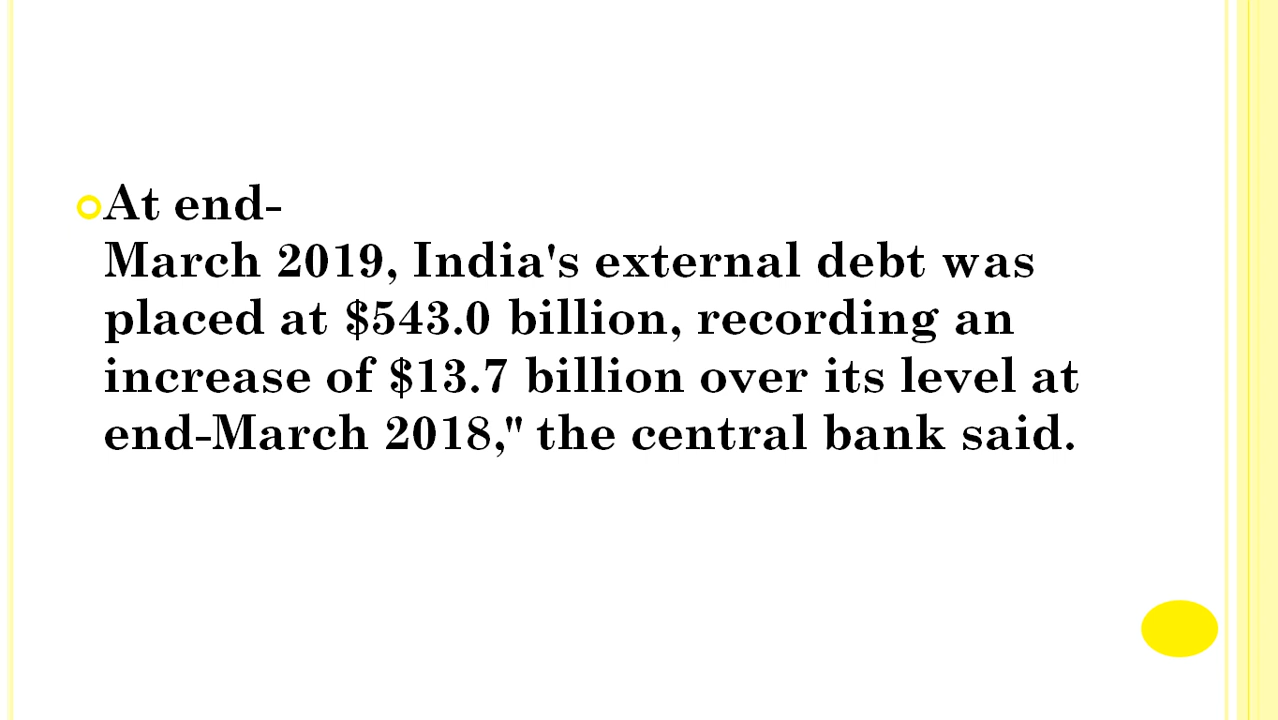 At end-
March 2019, India's external debt was
placed at $543.0 billion, recording an
increase of $13.7 billion over its level at
end-March 2018," the central bank said.